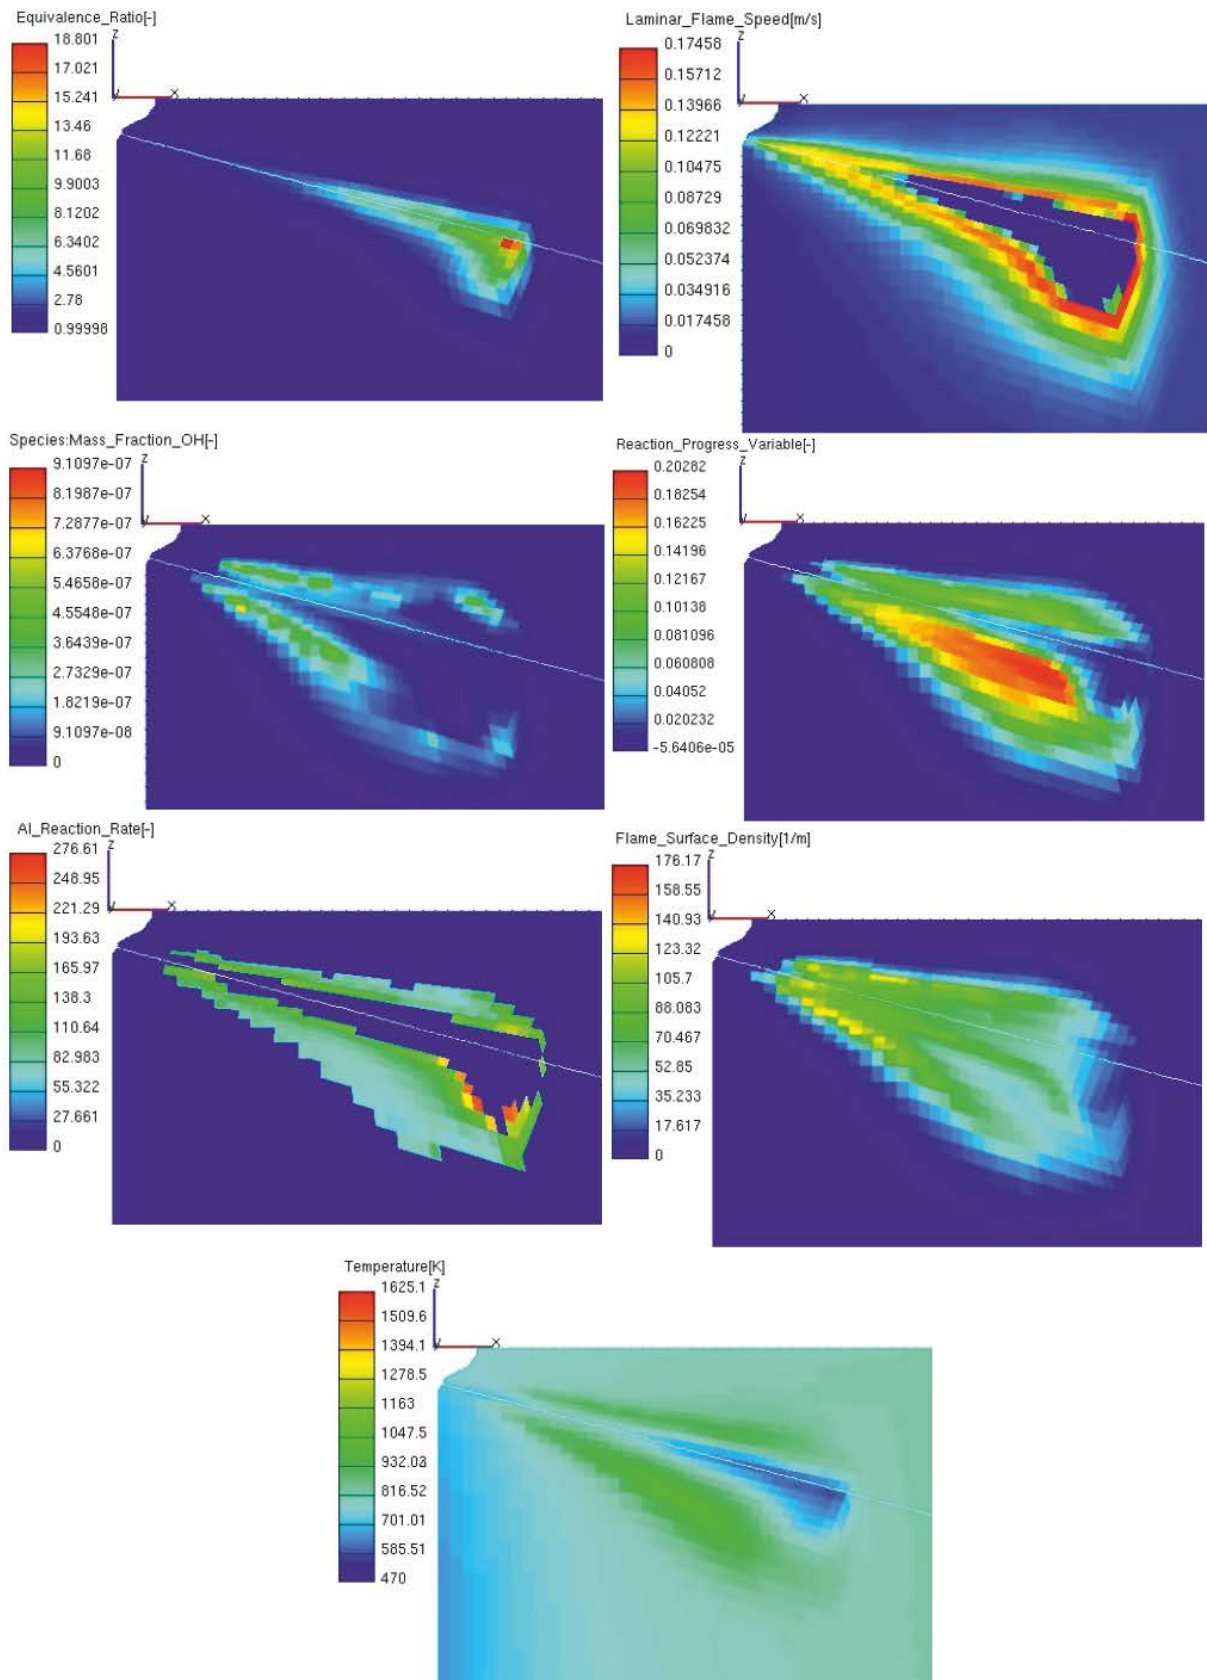 Equivalence_Ratio[-]
z
x
18.801
17.021
15.241
13.46
11.68
9.9003
8.1202
6.3402
4.5601
2.78
0.99998
Laminar_Flame_Speed[m/s]
z
x
0.17458
0.15712
0.13966
0.12221
0.10475
0.08729
0.069832
0.052374
0.034916
0.017458
0
Species:Mass_Fraction_OH[-]
z
x
9.1097e-07
8.1987e-07
7.2877e-07
6.3768e-07
5.4658e-07
4.5548e-07
3.6439e-07
2.7329e-07
1.8219e-07
9.1097e-08
0
Reaction_Progress_Variable[-]
z
x
0.20282
0.18254
0.16225
0.14196
0.12167
0.10138
0.081096
0.060808
0.04052
0.020232
-5.6406e-05
AI_Reaction_Rate[-]
z
x
276.61
248.95
221.29
193.63
165.97
138.3
110.64
82.983
55.322
27.661
0
Flame_Surface_Density[1/m]
z
x
176.17
158.55
140.93
123.32
105.7
88.083
70.467
52.85
35.233
17.617
0
Temperature[K]
z
x
1625.1
1509.6
1394.1
1278.5
1163
1047.5
932.03
816.52
701.01
585.51
470